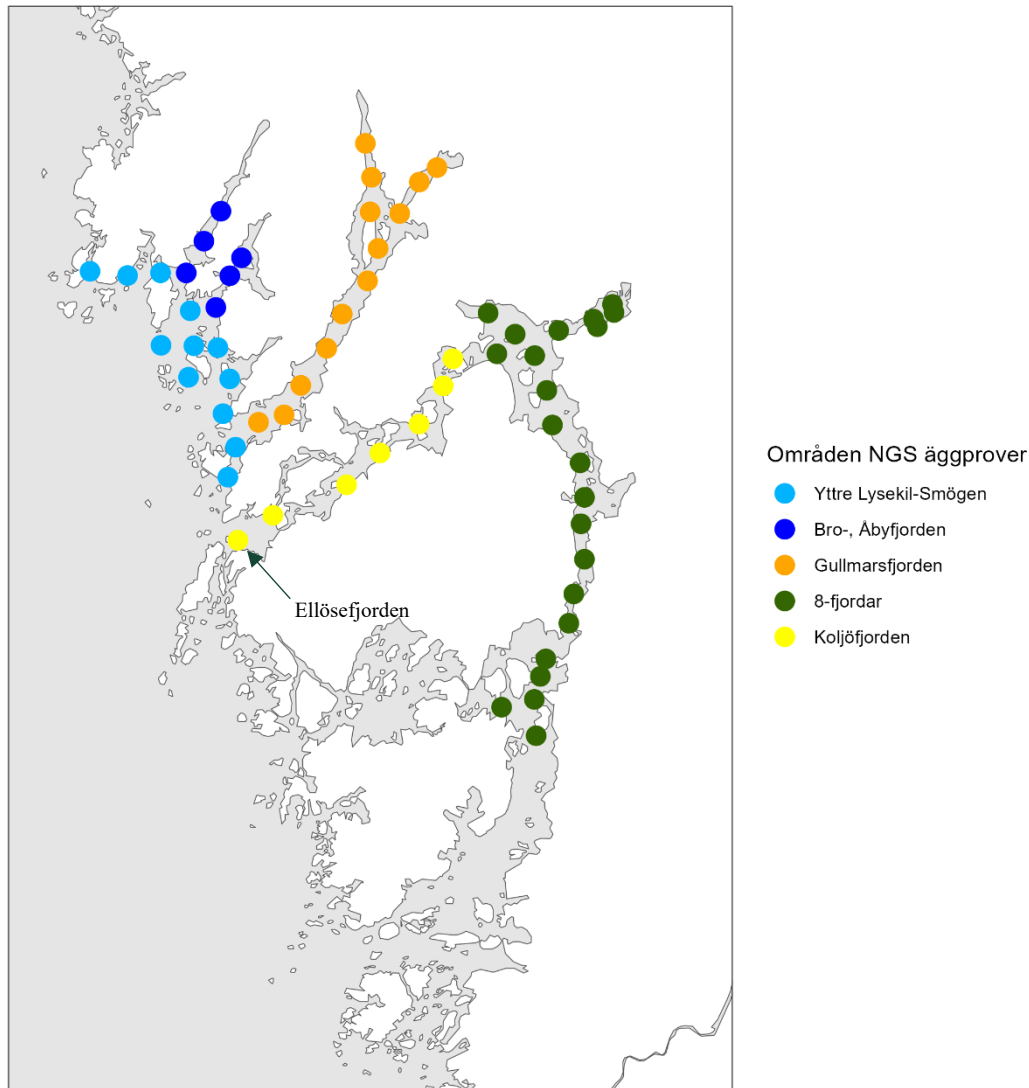 Områden NGS äggprover
Yttre Lysekil-Smögen
Bro-, Åbyfjorden
Gullmarsfjorden
8-fjordar
Koljöfjorden
Ellösefjorden